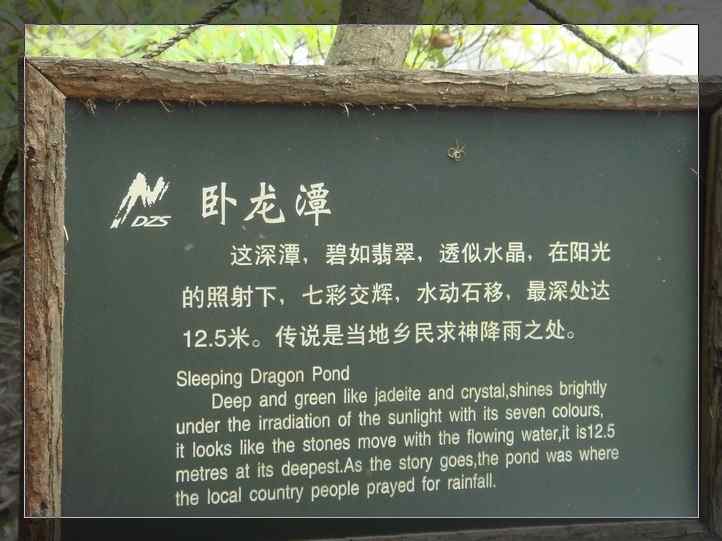 DZS
卧龙潭
这深潭，碧如翡翠，透似水晶，在阳光
的照射下，七彩交辉，水动石移，最深处达
12.5米。传说是当地乡民求神降雨之处。
Sleeping Dragon Pond
Deep and green like jadeite and crystal,shines brightly
under the irradiation of the sunlight with its seven colours,
it looks like the stones move with the flowing water,it is12.5
metres at its deepest.As the story goes,the pond was where
the local country people prayed for rainfall.